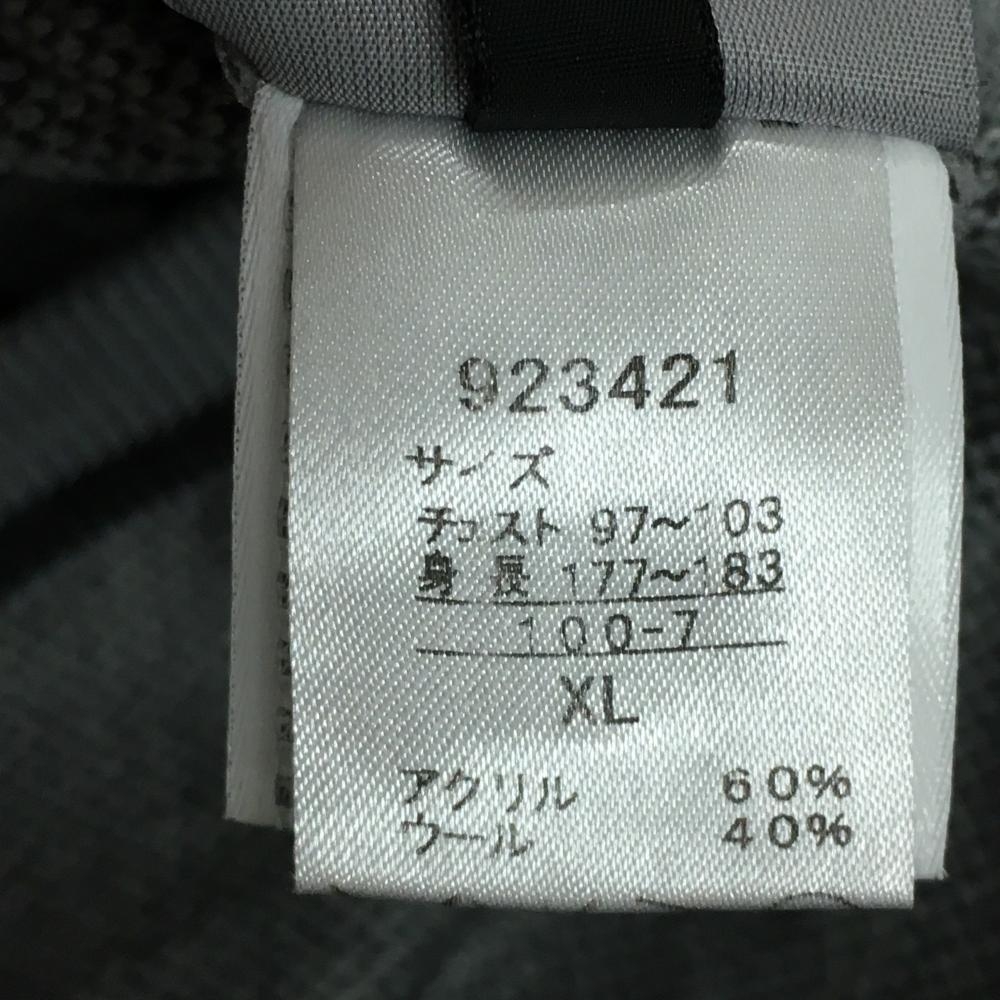 923421
サイズ
チェスト 97〜103
身長 177〜183
100-7
XL
アクリル 60%
ウール 40%